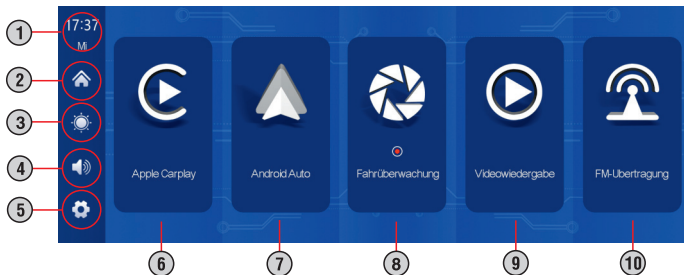 17:37
Mi
1
2
3
4
5
Apple Carplay
Android Auto
Fahrüberwachung
Videowiedergabe
FM-Ubertragung
6
7
8
9
10